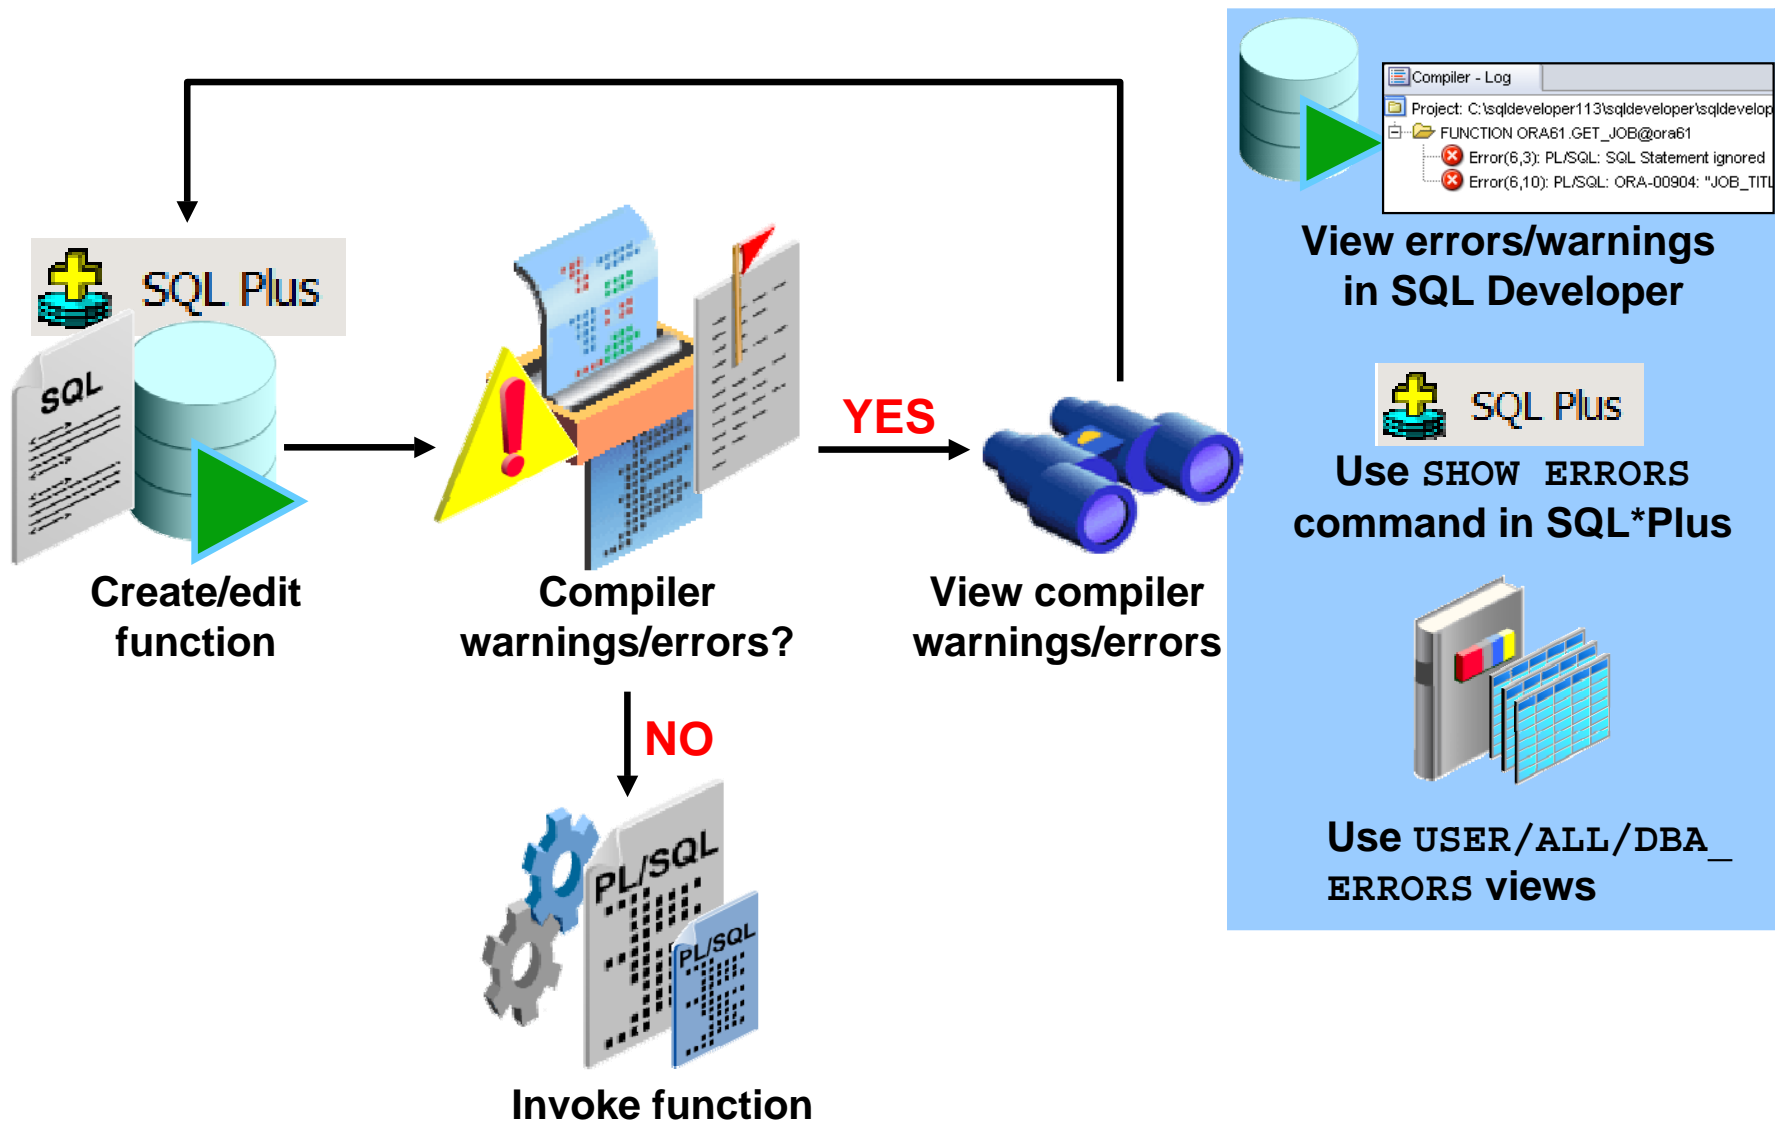 Compiler - Log
Project: C:\sqldeveloper113\sqldeveloper\sqldevelop
FUNCTION ORA61.GET_JOB@ora61
Error(6,3): PL/SQL: SQL Statement ignored
Error(6,10): PL/SQL: ORA-00904: "JOB_TITL
View errors/warnings
in SQL Developer
SQL Plus
SQL
Create/edit
function
Compiler
warnings/errors?
YES
View compiler
warnings/errors
NO
PL/SQL
PL/SQL
Invoke function
SQL Plus
Use SHOW ERRORS
command in SQL*Plus
Use USER/ALL/DBA_
ERRORS views